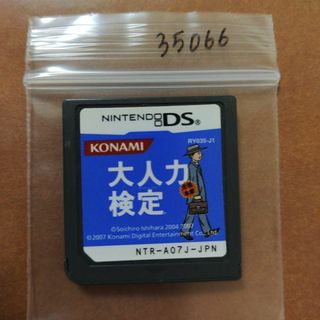 35066
NINTENDO DS
KONAMI
RY035-J1
大人力
検定
©Soichiro Ishihara 2004 2007
©2007 Konami Digital Entertainment Co., Ltd.
NTR-A07J-JPN